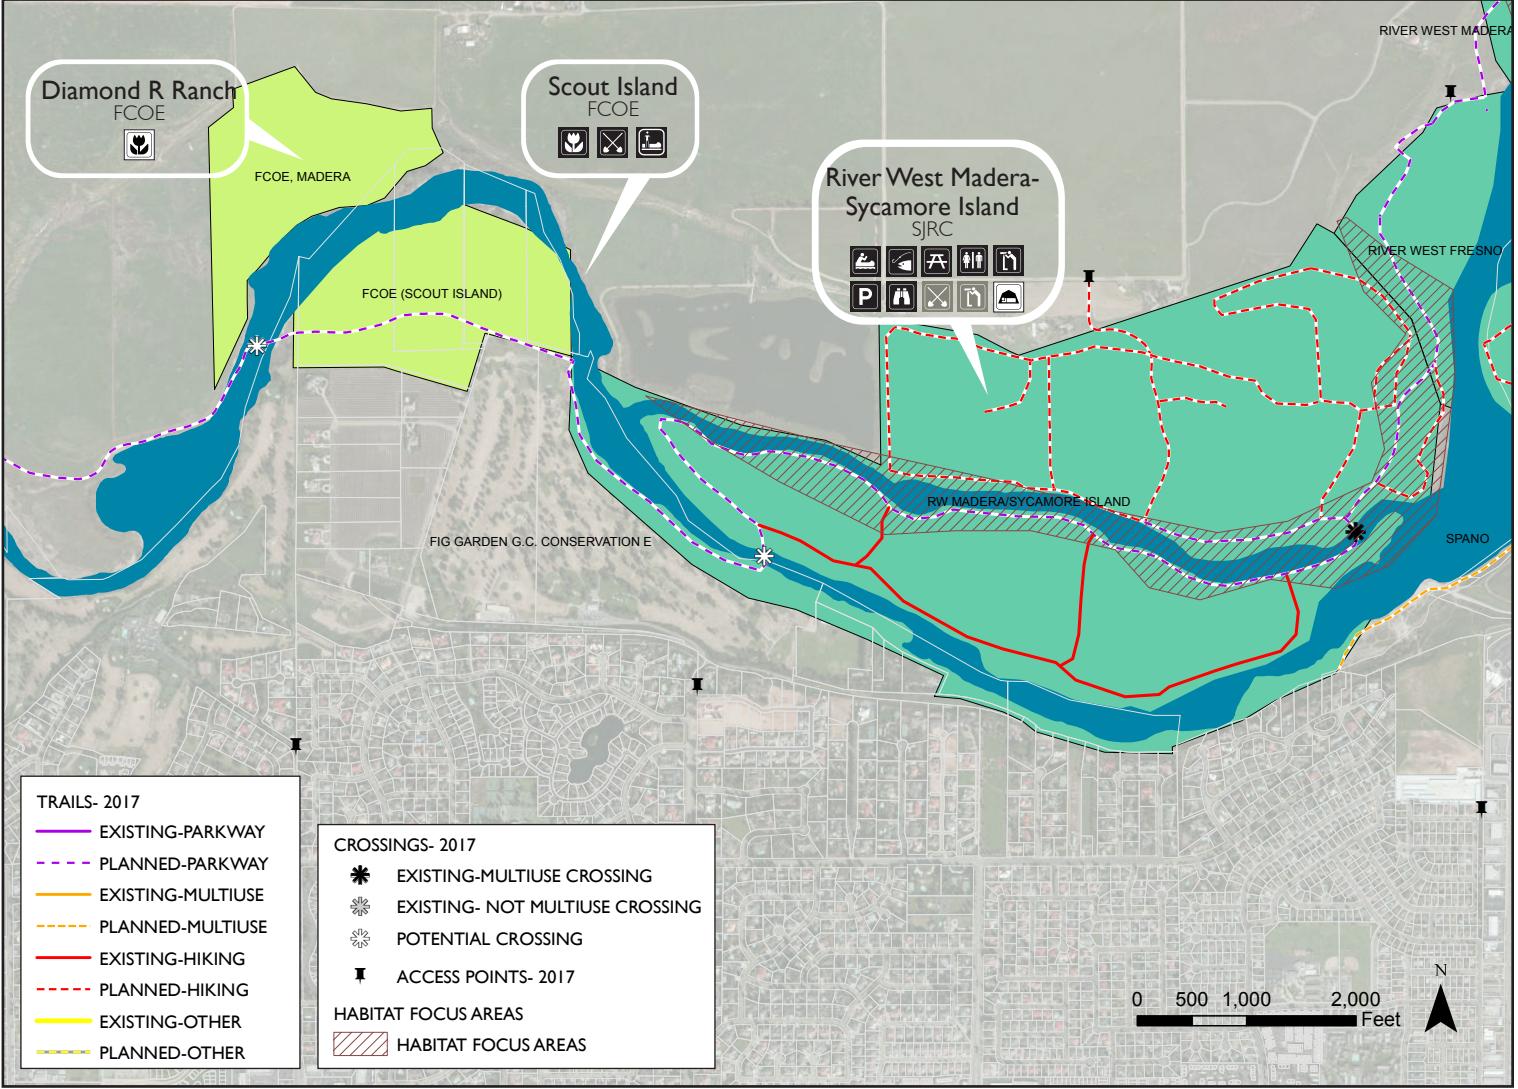 RIVER WEST MADERA
Diamond R Ranch
FCOE
Scout Island
FCOE
FCOE, MADERA
River West Madera-
Sycamore Island
SJRC
P
RIVER WEST FRESNO
FCOE (SCOUT ISLAND)
RW MADERA/SYCAMORE ISLAND
FIG GARDEN G.C. CONSERVATION E
SPANO
TRAILS- 2017
EXISTING-PARKWAY
PLANNED-PARKWAY
EXISTING-MULTIUSE
PLANNED-MULTIUSE
EXISTING-HIKING
PLANNED-HIKING
EXISTING-OTHER
PLANNED-OTHER
CROSSINGS- 2017
EXISTING-MULTIUSE CROSSING
EXISTING- NOT MULTIUSE CROSSING
POTENTIAL CROSSING
ACCESS POINTS- 2017
HABITAT FOCUS AREAS
HABITAT FOCUS AREAS
N
0 500 1,000 2,000
Feet